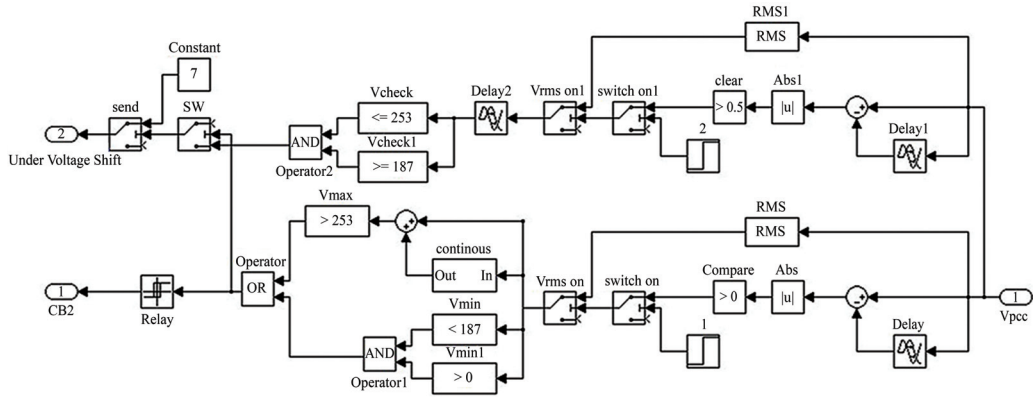 RMS1
RMS
Constant
7
send
SW
2
Under Voltage Shift
Vcheck
<= 253
Vcheck1
>= 187
AND
Operator2
Delay2
Vrms on1
switch on1
clear
> 0.5
Abs1
|u|
2
Delay1
RMS
RMS
Vmax
> 253
continous
Out In
Operator
OR
Vmin
< 187
Vmin1
> 0
AND
Operator1
Vrms on
switch on
Compare
> 0
Abs
|u|
1
Delay
1
Vpcc
Relay
1
CB2